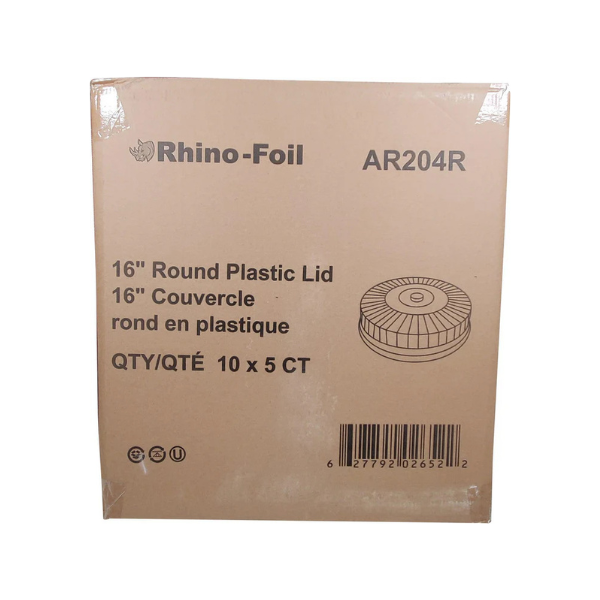 Rhino-Foil
AR204R
16" Round Plastic Lid
16" Couvercle
rond en plastique
QTY/QTÉ 10 x 5 CT
U
6 27792 02652 2